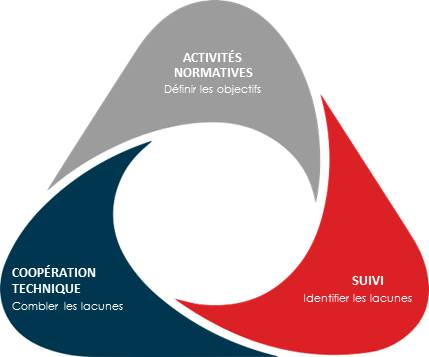 ACTIVITÉS
NORMATIVES
Définir les objectifs
SUIVI
Identifier les lacunes
COOPÉRATION
TECHNIQUE
Combler les lacunes